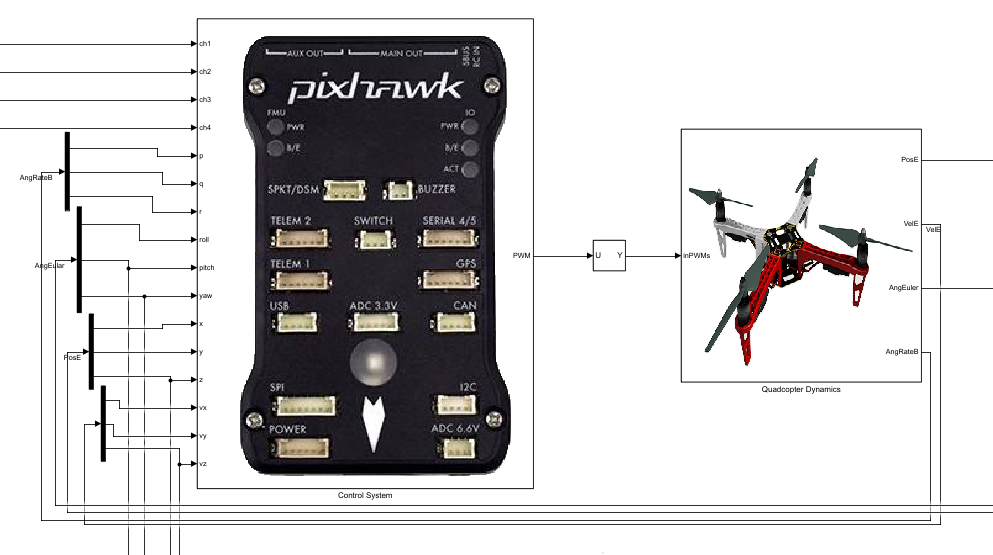 ch1
ch2
ch3
ch4
p
q
r
roll
pitch
yaw
x
y
z
vx
vy
vz
AngRateB
AngEular
PosE
AUX OUT
MAIN OUT
SBUS
RC IN
pixhawk
FMU
IO
PWR
PWR
B/E
B/E
ACT
SPKT/DSM
BUZZER
TELEM 2
SWITCH
SERIAL 4/5
TELEM 1
GPS
USB
ADC 3.3V
CAN
SPI
I2C
POWER
ADC 6.6V
PWM
Control System
U Y
inPWMs
PosE
VelE
VelE
AngEuler
AngRateB
Quadcopter Dynamics